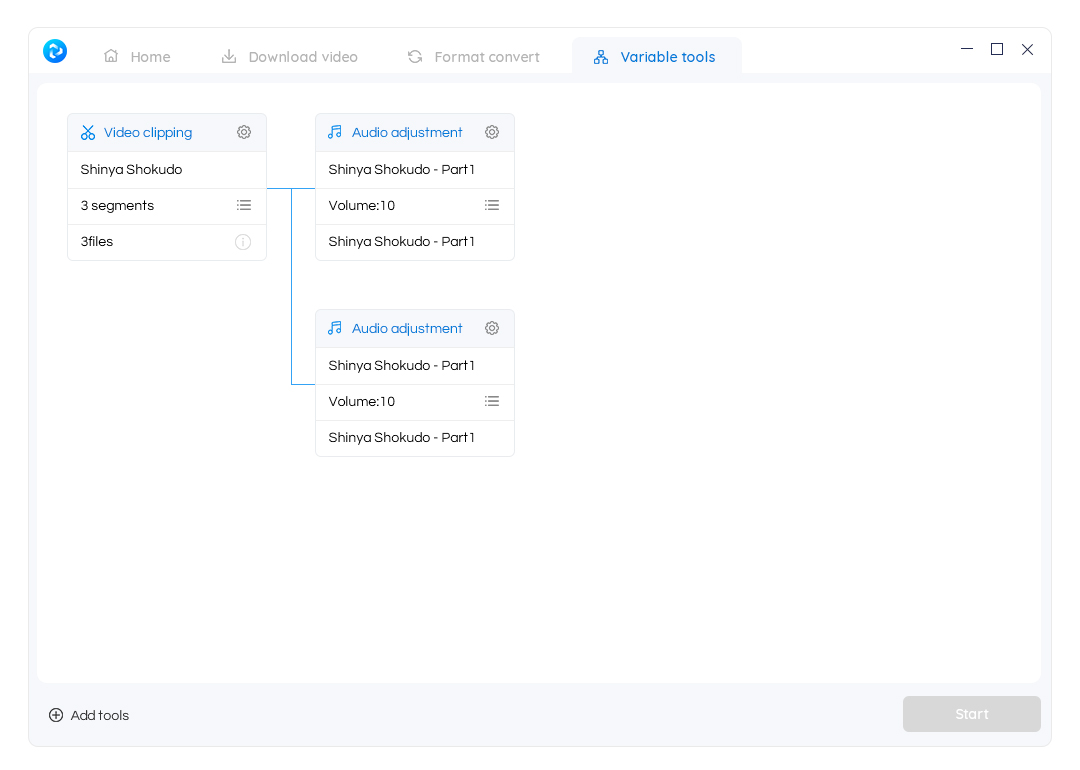 Home
Download video
Format convert
Variable tools
Video clipping
Shinya Shokudo
3 segments
3files
Audio adjustment
Shinya Shokudo - Part1
Volume:10
Shinya Shokudo - Part1
Audio adjustment
Shinya Shokudo - Part1
Volume:10
Shinya Shokudo - Part1
Add tools
Start